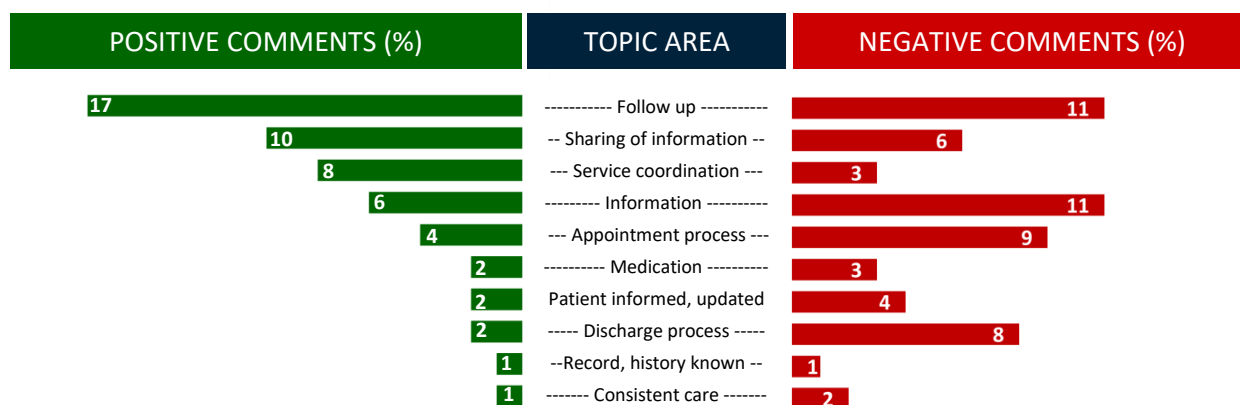 POSITIVE COMMENTS (%) TOPIC AREA NEGATIVE COMMENTS (%)
17 ----------- Follow up ----------- 11
10 -- Sharing of information -- 6
8 --- Service coordination --- 3
6 --------- Information ---------- 11
4 --- Appointment process --- 9
2 ---------- Medication ---------- 3
2 Patient informed, updated 4
2 ----- Discharge process ----- 8
1 --Record, history known -- 1
1 ------- Consistent care ------- 2